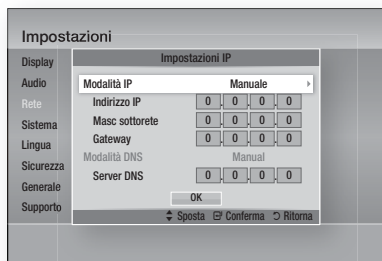 Impostazioni
Display
Audio
Rete
Sistema
Lingua
Sicurezza
Generale
Supporto
Impostazioni IP
Modalità IP Manuale
Indirizzo IP 0 . 0 . 0 . 0
Masc sottorete 0 . 0 . 0 . 0
Gateway 0 . 0 . 0 . 0
Modalità DNS Manual
Server DNS 0 . 0 . 0 . 0
OK
Sposta Conferma Ritorna